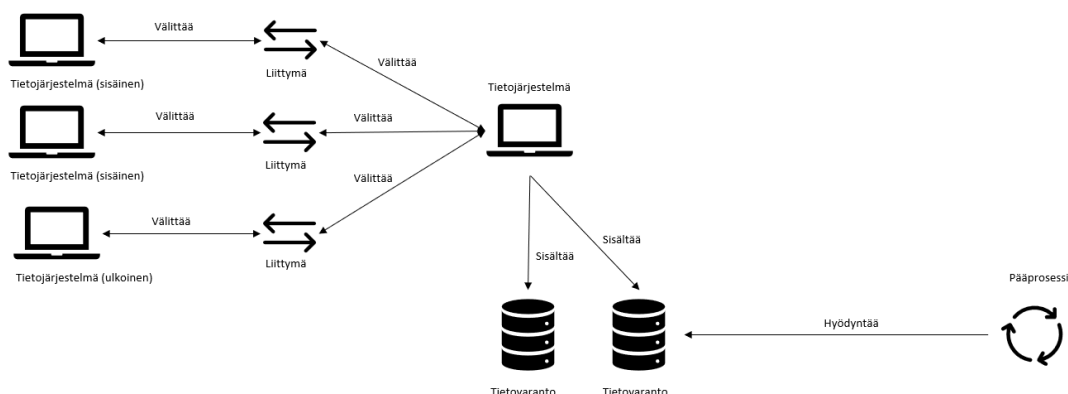 Välittää
Liittymä
Välittää
Tietojärjestelmä (sisäinen)
Tietojärjestelmä
Välittää
Välittää
Liittymä
Tietojärjestelmä (sisäinen)
Välittää
Välittää
Liittymä
Tietojärjestelmä (ulkoinen)
Sisältää
Sisältää
Pääprosessi
Hyödyntää
Tietovaranto
Tietovaranto